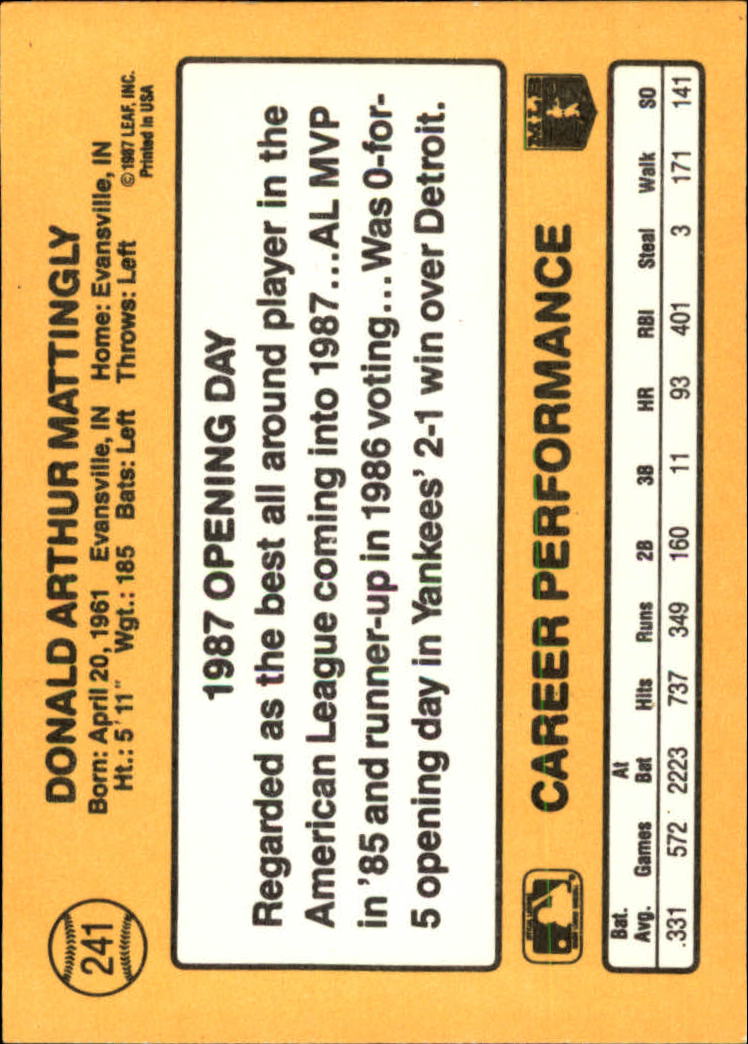 241
DONALD ARTHUR MATTINGLY
Born: April 20, 1961 Evansville, IN Home: Evansville, IN
Ht.: 5' 11" Wgt.: 185 Bats: Left Throws: Left
© 1987 LEAF, INC.
Printed in USA
1987 OPENING DAY
Regarded as the best all around player in the
American League coming into 1987...AL MVP
in '85 and runner-up in 1986 voting...Was 0-for-
5 opening day in Yankees' 2-1 win over Detroit.
CAREER PERFORMANCE
Bat. At
Avg. Games Bat Hits Runs 2B 3B HR RBI Steal Walk SO
.331 572 2223 737 349 160 11 93 401 3 171 141